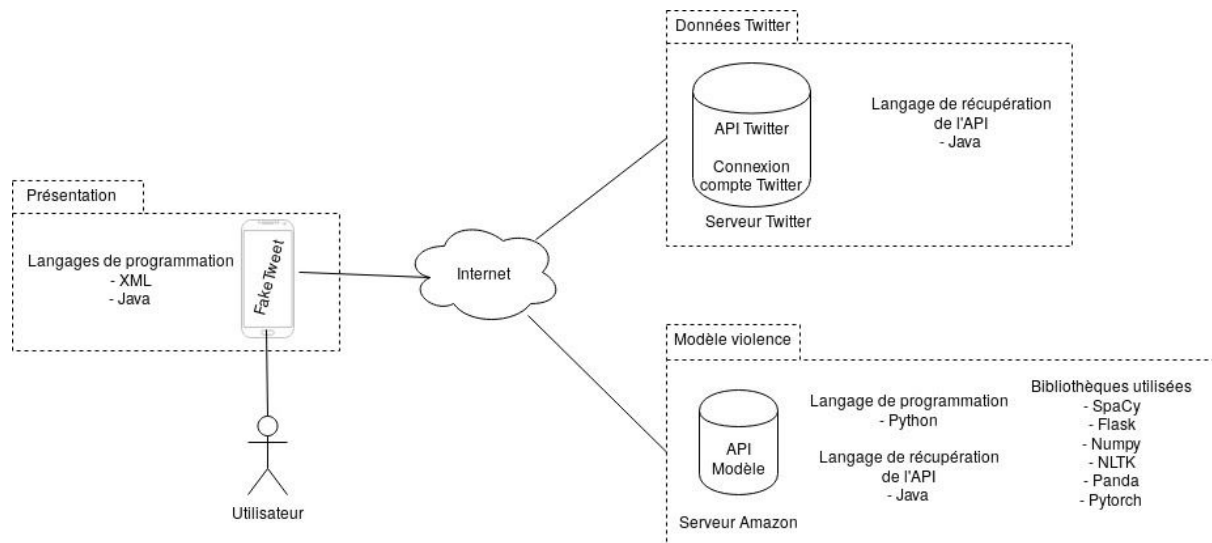 Données Twitter
API Twitter
Connexion
compte Twitter
Serveur Twitter
Langage de récupération
de l'API
- Java
Présentation
Langages de programmation
- XML
- Java
FakeTweet
Internet
Utilisateur
Modèle violence
API
Modèle
Serveur Amazon
Langage de programmation
- Python
Langage de récupération
de l'API
- Java
Bibliothèques utilisées
- SpaCy
- Flask
- Numpy
- NLTK
- Panda
- Pytorch